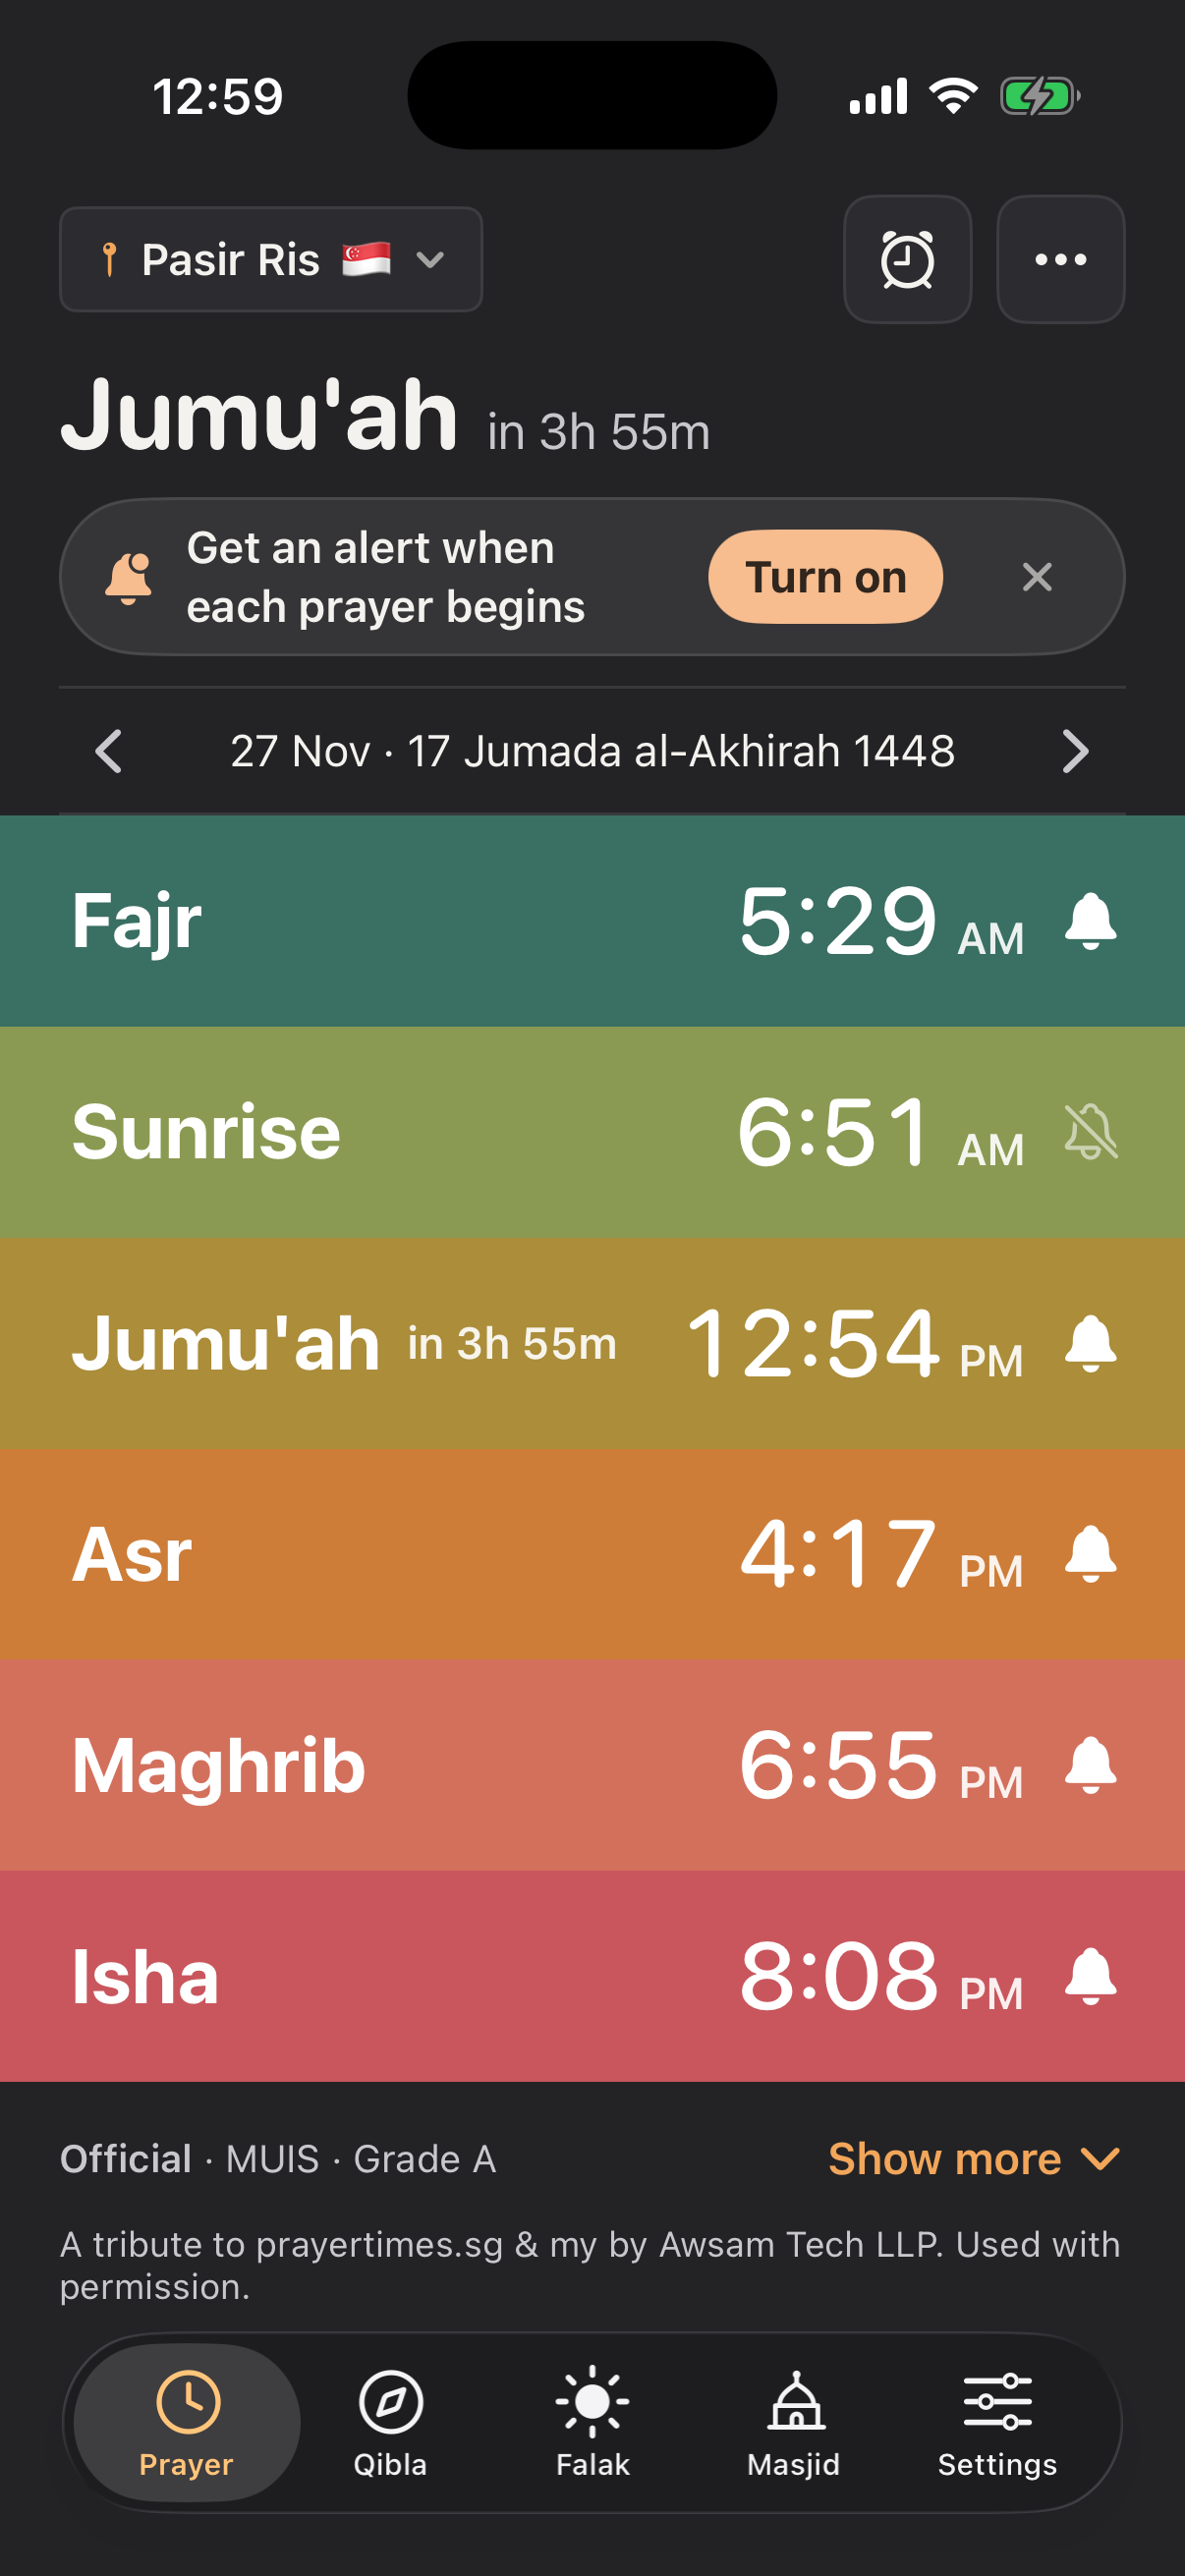 12:59
Pasir Ris 🇸🇬
Jumu'ah in 3h 55m
Get an alert when
each prayer begins
Turn on
27 Nov · 17 Jumada al-Akhirah 1448
Fajr 5:29 AM
Sunrise 6:51 AM
Jumu'ah in 3h 55m 12:54 PM
Asr 4:17 PM
Maghrib 6:55 PM
Isha 8:08 PM
Official · MUIS · Grade A Show more
A tribute to prayertimes.sg & my by Awsam Tech LLP. Used with
permission.
Prayer Qibla Falak Masjid Settings